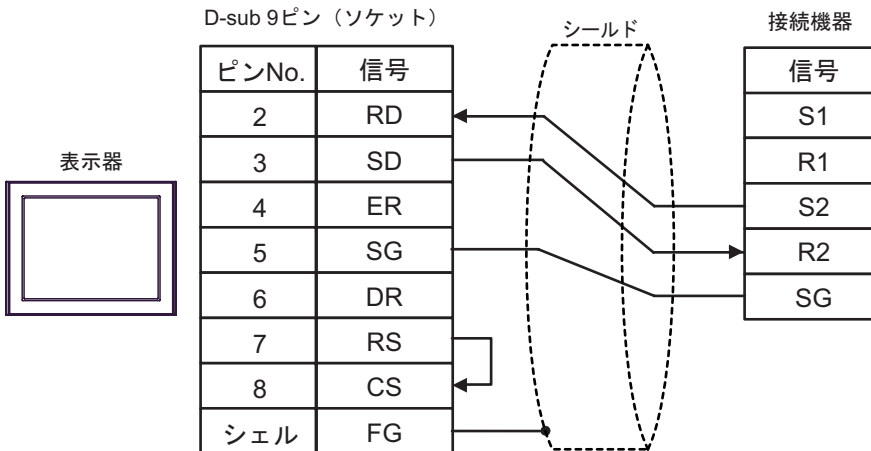 D-sub 9ピン（ソケット）
シールド
接続機器
表示器
ピンNo. 信号
2 RD
3 SD
4 ER
5 SG
6 DR
7 RS
8 CS
シェル FG
信号
S1
R1
S2
R2
SG